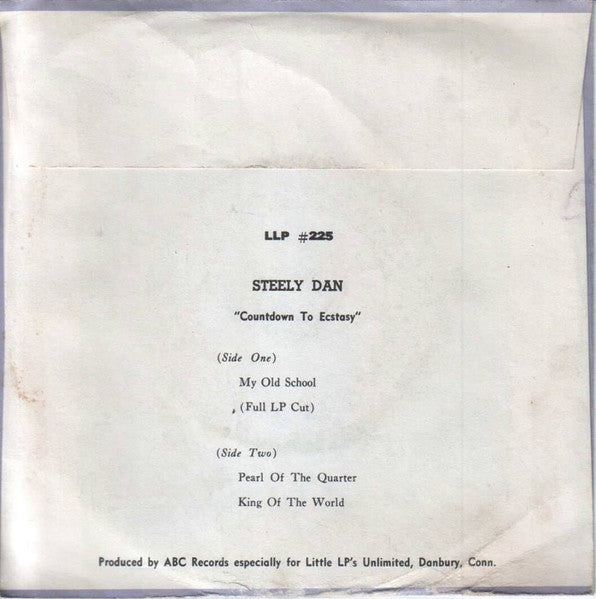 LLP #225
STEELY DAN
"Countdown To Ecstasy"
(Side One)
My Old School
(Full LP Cut)
(Side Two)
Pearl Of The Quarter
King Of The World
Produced by ABC Records especially for Little LP's Unlimited, Danbury, Conn.